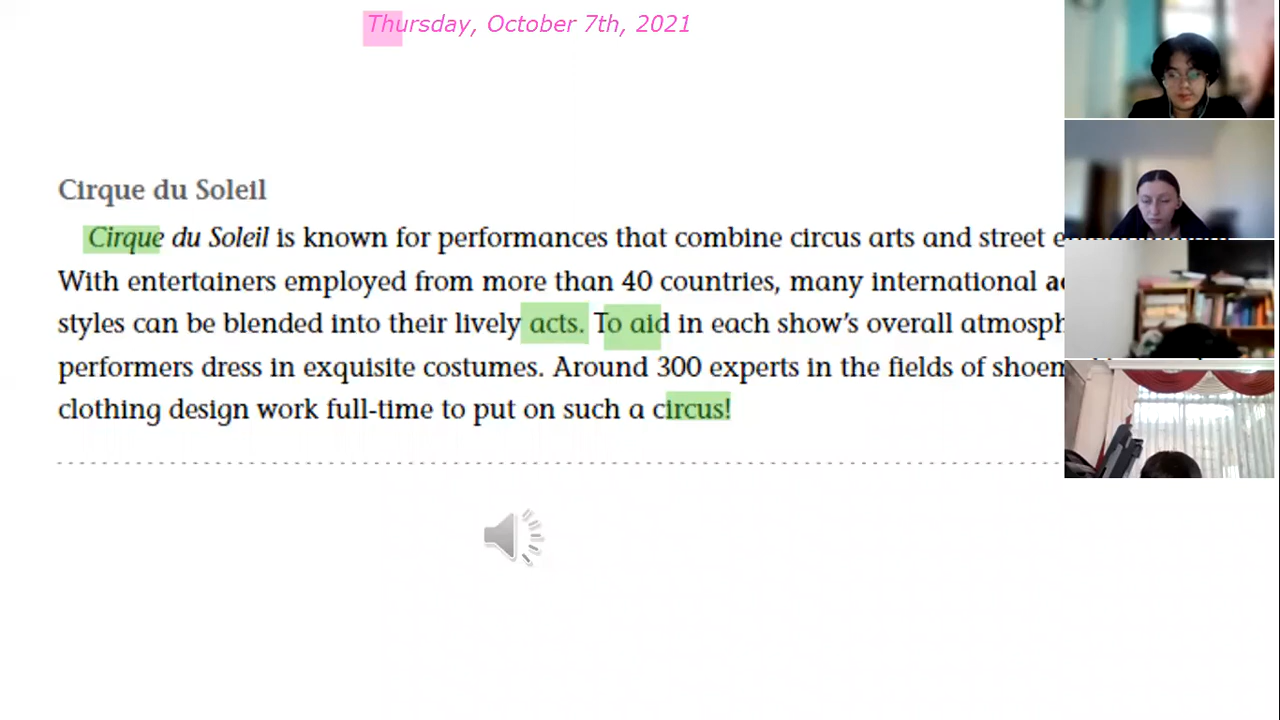 Thursday, October 7th, 2021
Cirque du Soleil
Cirque du Soleil is known for performances that combine circus arts and street
With entertainers employed from more than 40 countries, many international
styles can be blended into their lively acts. To aid in each show's overall
performers dress in exquisite costumes. Around 300 experts in the fields of
clothing design work full-time to put on such a circus!